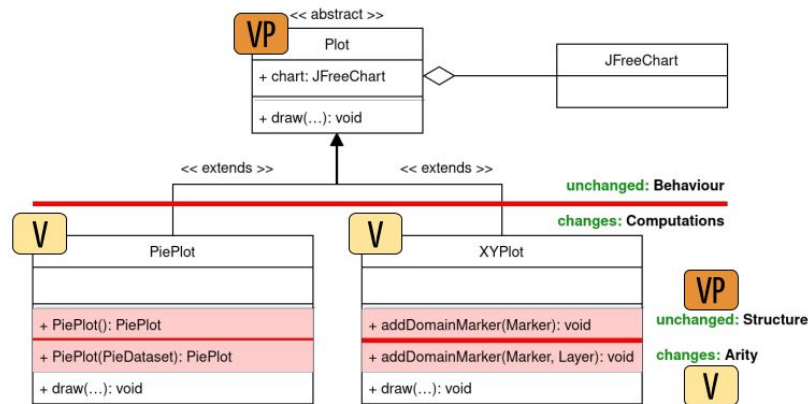 << abstract >>
VP
Plot
+ chart: JFreeChart
+ draw(...): void
JFreeChart
<< extends >>
<< extends >>
unchanged: Behaviour
changes: Computations
V
PiePlot
+ PiePlot(): PiePlot
+ PiePlot(PieDataset): PiePlot
+ draw(...): void
V
XYPlot
+ addDomainMarker(Marker): void
+ addDomainMarker(Marker, Layer): void
+ draw(...): void
VP
unchanged: Structure
changes: Arity
V